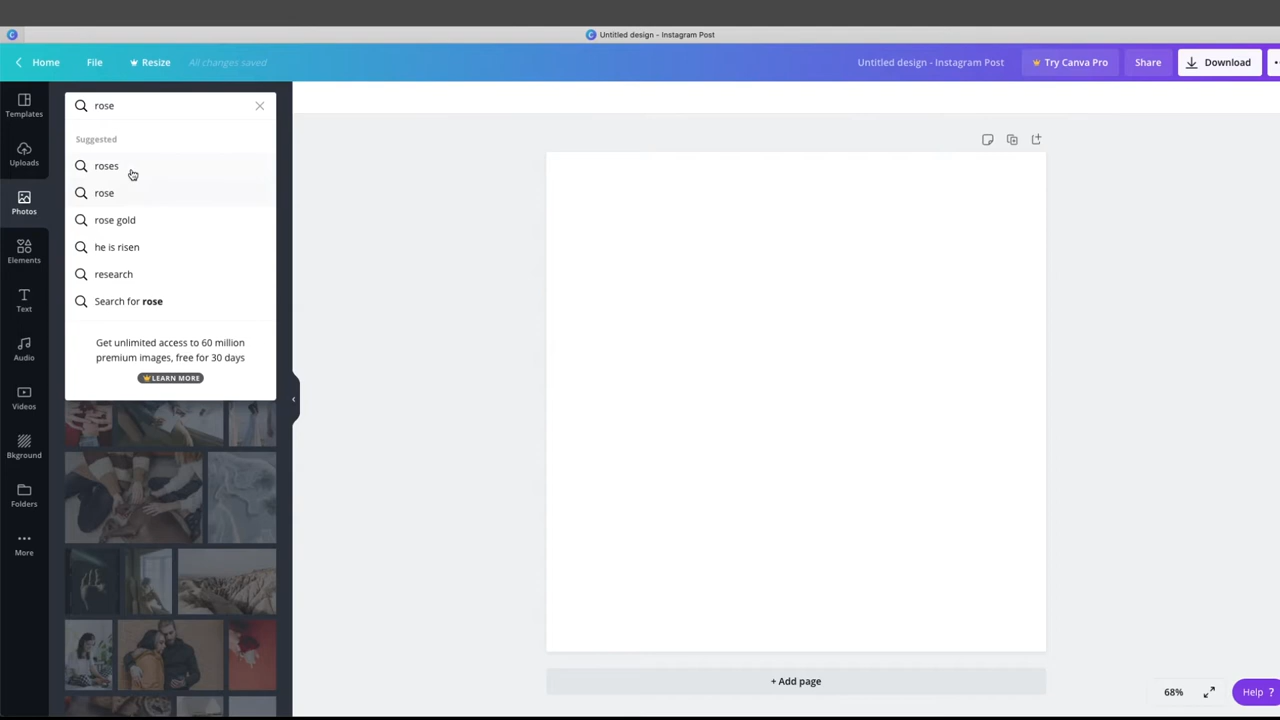 Untitled design - Instagram Post
Home File Resize All changes saved Untitled design - Instagram Post Try Canva Pro Share Download
Templates
Uploads
Photos
Elements
Text
Audio
Videos
Bkground
Folders
More
rose
Suggested
roses
rose
rose gold
he is risen
research
Search for rose
Get unlimited access to 60 million
premium images, free for 30 days
LEARN MORE
+ Add page
68%
Help ?